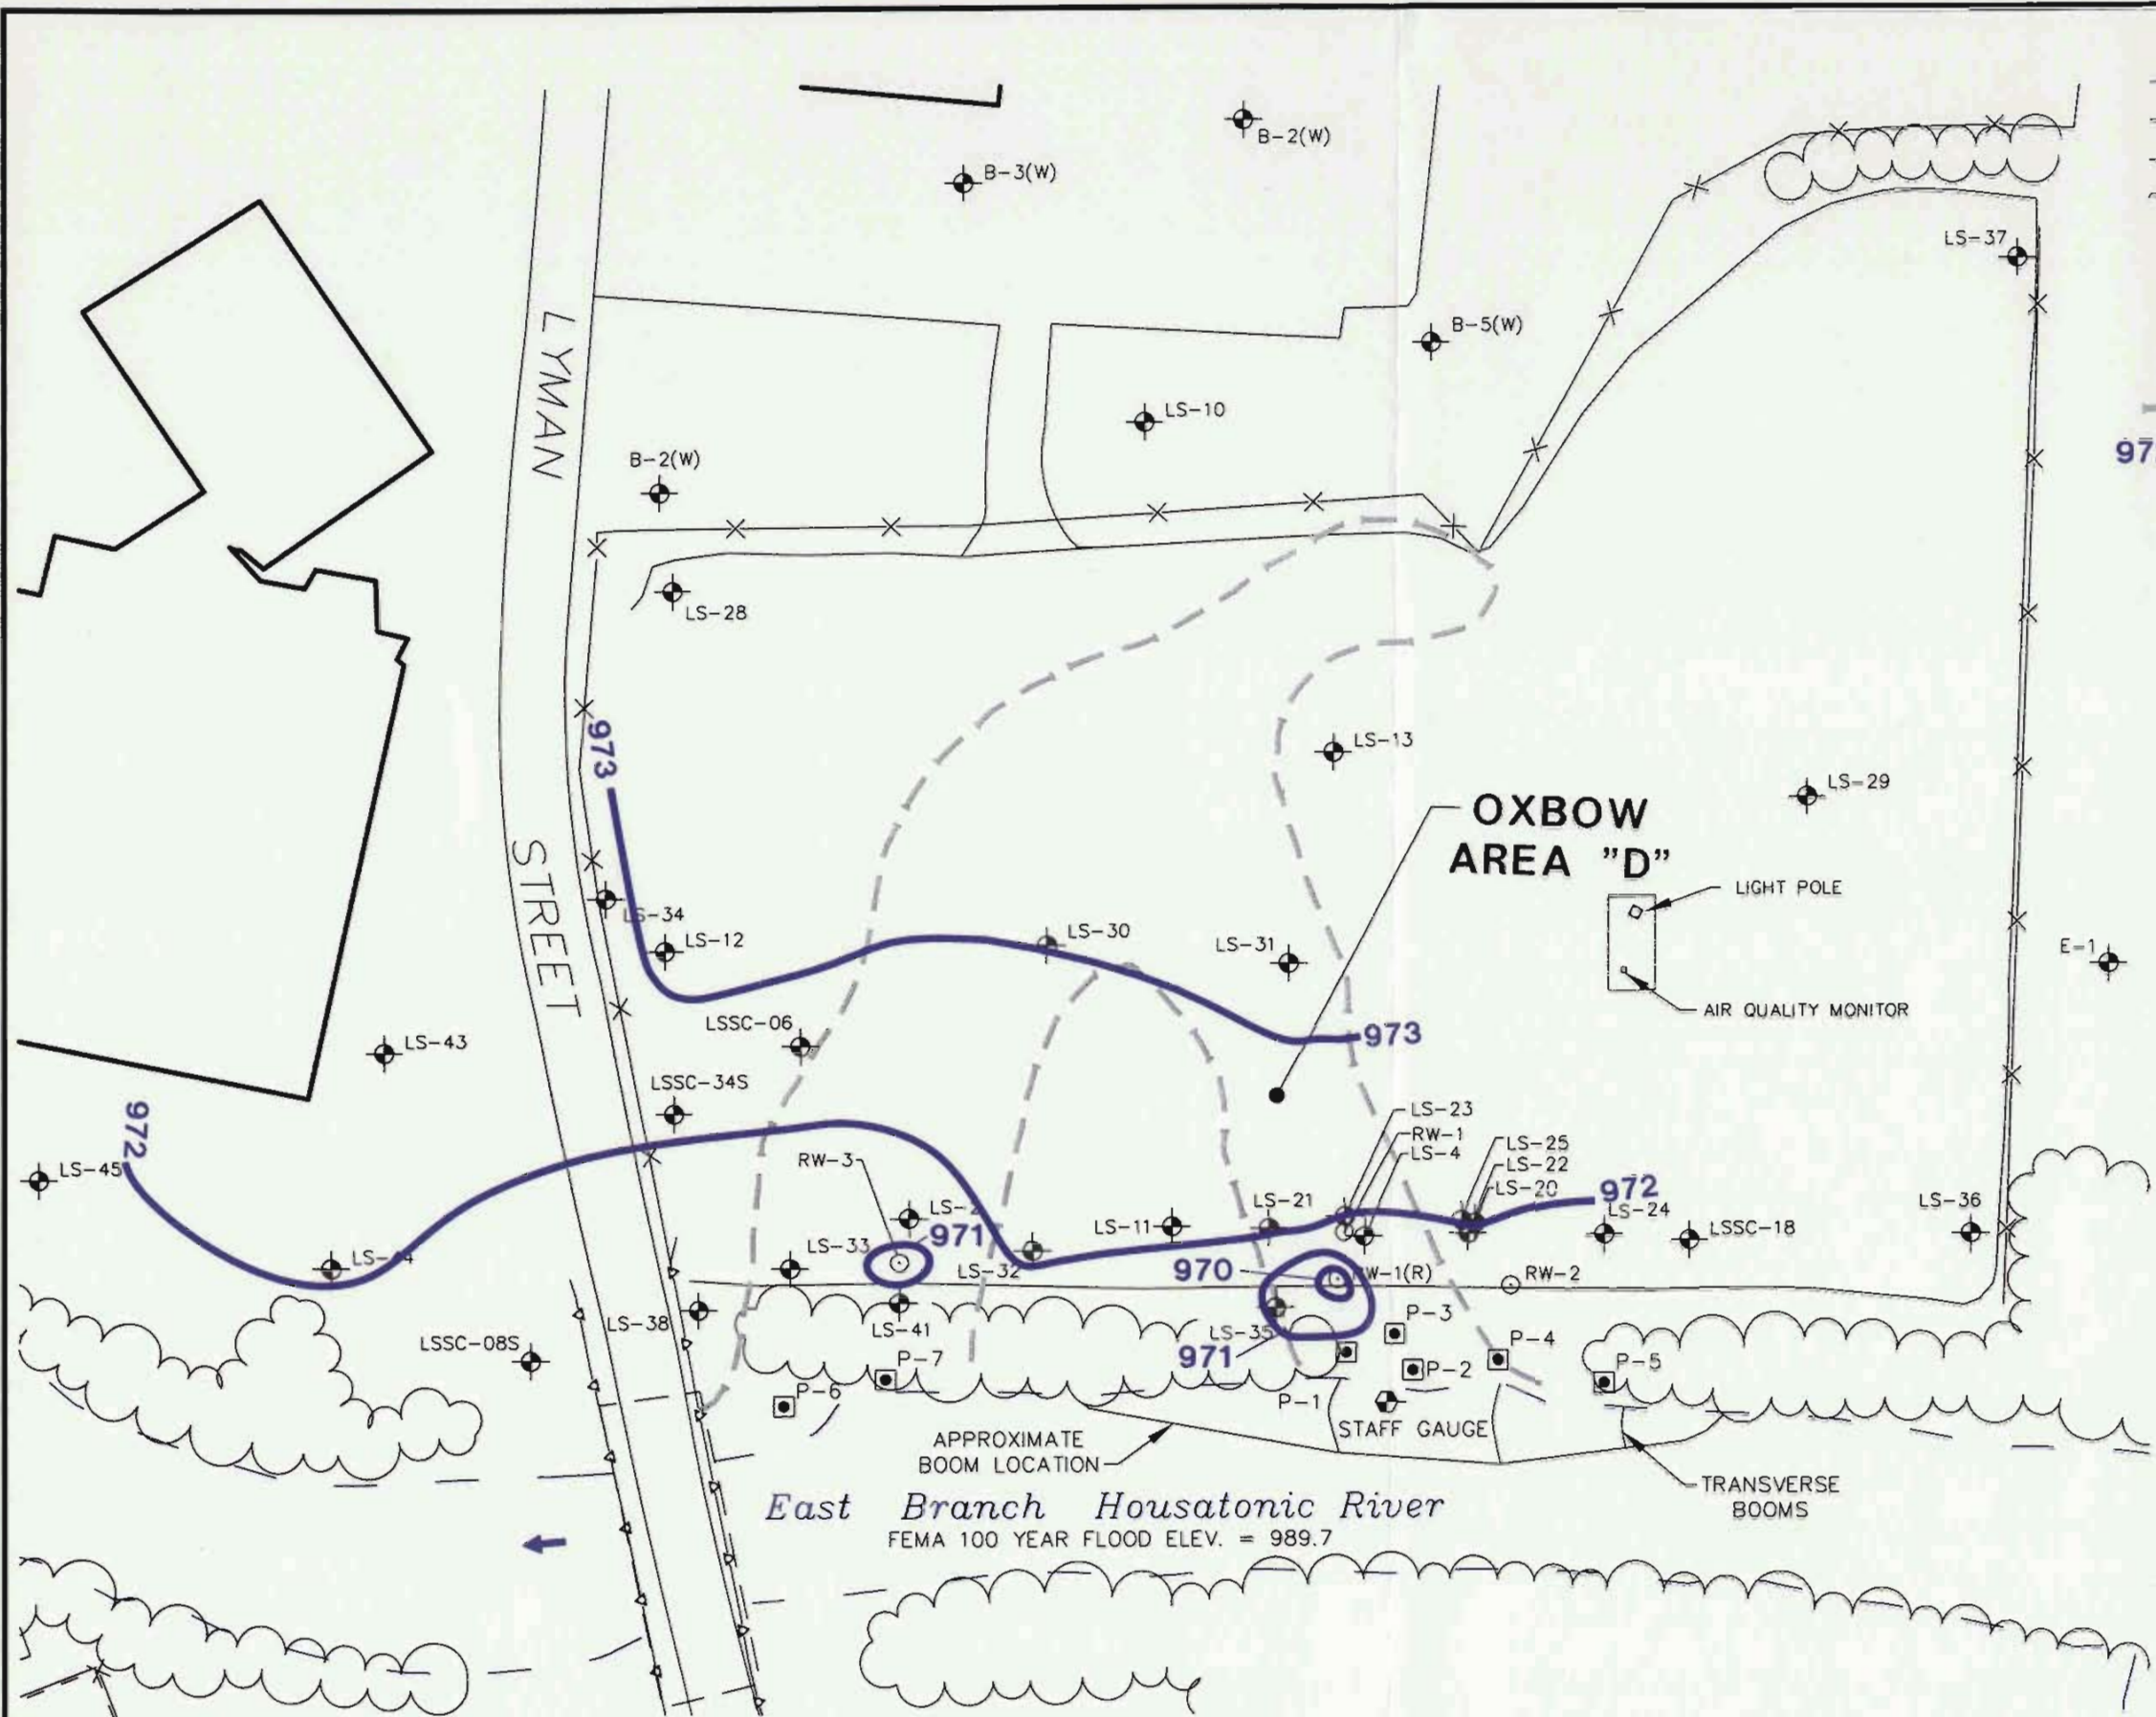 B-2(W)
B-3(W)
LS-37
B-5(W)
LS-10
B-2(W)
LS-28
LYMAN
STREET
973
LS-13
LS-29
OXBOW
AREA "D"
LIGHT POLE
AIR QUALITY MONITOR
LS-34
LS-12
LS-30
LS-31
E-1
973
LSSC-06
LS-43
LSSC-34S
972
LS-45
LS-23
RW-1
LS-4
LS-25
LS-22
LS-20
972
RW-3
LS-21
LS-24
LS-36
LS-11
LSSC-18
971
LS-33
LS-32
970
RW-1(R)
RW-2
LS-38
LS-41
LS-35
P-3
LSSC-08S
P-7
971
P-2
P-4
P-5
P-6
P-1
STAFF GAUGE
APPROXIMATE
BOOM LOCATION
TRANSVERSE
BOOMS
East Branch Housatonic River
FEMA 100 YEAR FLOOD ELEV. = 989.7